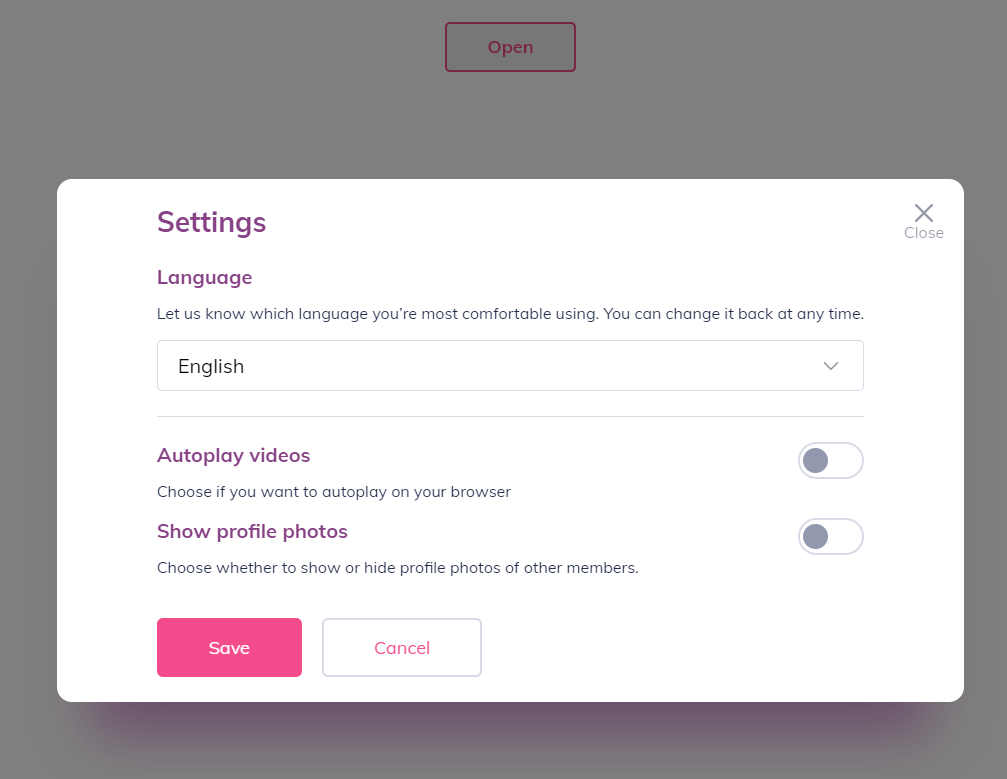 Open
Settings
Close
Language
Let us know which language you’re most comfortable using. You can change it back at any time.
English
Autoplay videos
Choose if you want to autoplay on your browser
Show profile photos
Choose whether to show or hide profile photos of other members.
Save
Cancel